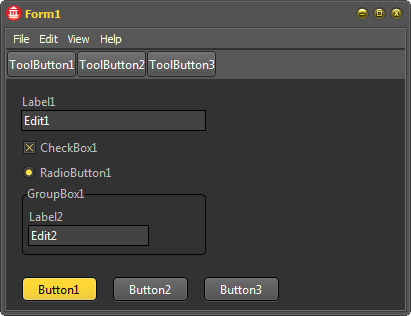 Form1
File Edit View Help
ToolButton1 ToolButton2 ToolButton3
Label1
Edit1
CheckBox1
RadioButton1
GroupBox1
Label2
Edit2
Button1 Button2 Button3